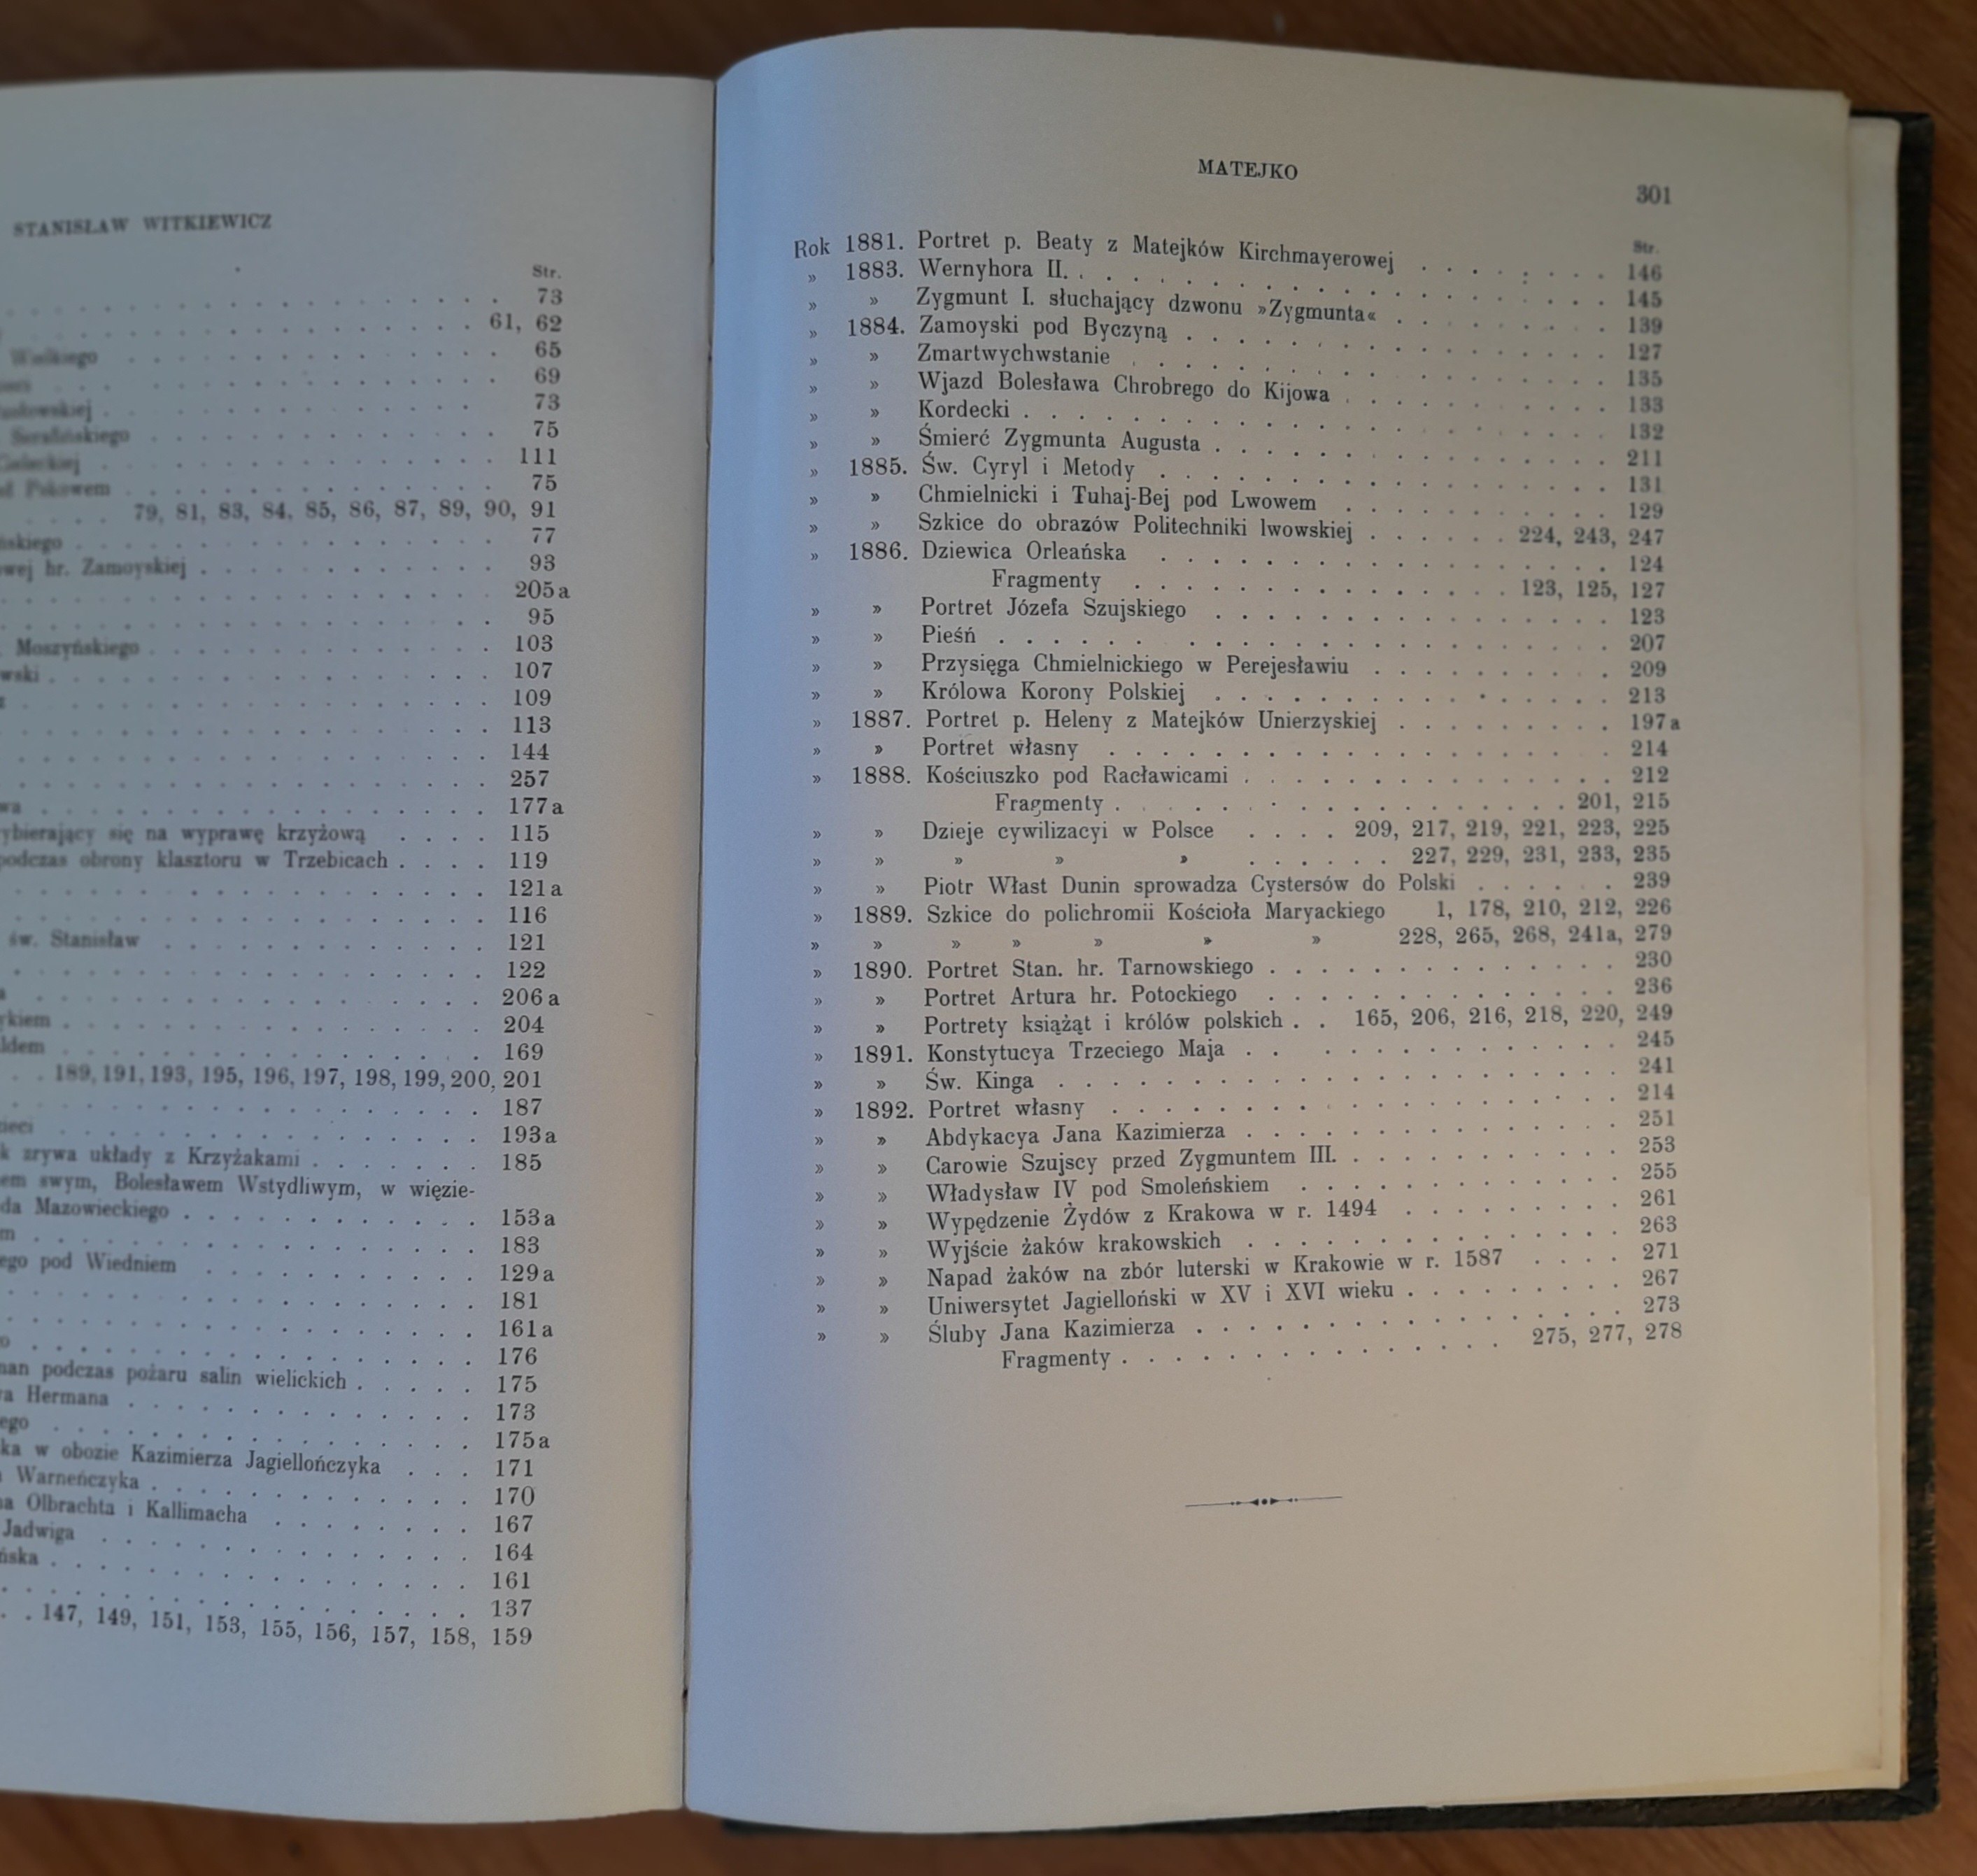 STANISŁAW WITKIEWICZ
Str.
73
61, 62
Wielkiego 65
69
73
75
111
75
79, 81, 83, 84, 85, 86, 87, 89, 90, 91
77
hr. Zamoyskiej 93
205a
95
Moszyńskiego 103
107
109
113
144
257
177a
się na wyprawę krzyżową 115
podczas obrony klasztoru w Trzebicach 119
121a
116
św. Stanisław 121
122
206a
204
169
189, 191, 193, 195, 196, 197, 198, 199, 200, 201
187
193a
zrywa układy z Krzyżakami 185
swym, Bolesławem Wstydliwym, w więzie-
Mazowieckiego 153a
183
pod Wiedniem 129a
181
161a
176
podczas pożaru salin wielickich 175
Hermana 173
175a
w obozie Kazimierza Jagiellończyka 171
Warneńczyka 170
Olbrachta i Kallimacha 167
Jadwiga 164
161
137
147, 149, 151, 153, 155, 156, 157, 158, 159
MATEJKO
301
Str.
Rok 1881. Portret p. Beaty z Matejków Kirchmayerowej . . . . . . . . 146
» 1883. Wernyhora II. . . . . . . . . . . . . . . . . 145
» » Zygmunt I. słuchający dzwonu »Zygmunta« . . . . . . . . . 139
» 1884. Zamoyski pod Byczyną . . . . . . . . . . . . . . . 127
» » Zmartwychwstanie . . . . . . . . . . . . . . . . 135
» » Wjazd Bolesława Chrobrego do Kijowa . . . . . . . . . . . 133
» » Kordecki . . . . . . . . . . . . . . . . . 132
» » Śmierć Zygmunta Augusta . . . . . . . . . . . . . . . 211
» 1885. Św. Cyryl i Metody . . . . . . . . . . . . . . . . 131
» » Chmielnicki i Tuhaj-Bej pod Lwowem . . . . . . . . . . . 129
» » Szkice do obrazów Politechniki lwowskiej . . . . . . 224, 243, 247
» 1886. Dziewica Orleańska . . . . . . . . . . . . . . . . 124
Fragmenty . . . . . . . . . . . . . . 123, 125, 127
» » Portret Józefa Szujskiego . . . . . . . . . . . . . . . 123
» » Pieśń . . . . . . . . . . . . . . . . . 207
» » Przysięga Chmielnickiego w Perejesławiu . . . . . . . . . . 209
» » Królowa Korony Polskiej . . . . . . . . . . . . . . . 213
» 1887. Portret p. Heleny z Matejków Unierzyskiej . . . . . . . . . 197a
» » Portret własny . . . . . . . . . . . . . . . . . 214
» 1888. Kościuszko pod Racławicami . . . . . . . . . . . . . . 212
Fragmenty . . . . . . . . . . . . . . . . 201, 215
» » Dzieje cywilizacyi w Polsce . . . . 209, 217, 219, 221, 223, 225
» » » » » . . . . . . 227, 229, 231, 233, 235
» » Piotr Włast Dunin sprowadza Cystersów do Polski . . . . . . 239
» 1889. Szkice do polichromii Kościoła Maryackiego 1, 178, 210, 212, 226
» » » » » » » 228, 265, 268, 241a, 279
» 1890. Portret Stan. hr. Tarnowskiego . . . . . . . . . . . . . 230
» » Portret Artura hr. Potockiego . . . . . . . . . . . . . 236
» » Portrety książąt i królów polskich . . 165, 206, 216, 218, 220, 249
» 1891. Konstytucya Trzeciego Maja . . . . . . . . . . . . . . 245
» » Św. Kinga . . . . . . . . . . . . . . . . . 241
» 1892. Portret własny . . . . . . . . . . . . . . . . . 214
» » Abdykacya Jana Kazimierza . . . . . . . . . . . . . . 251
» » Carowie Szujscy przed Zygmuntem III. . . . . . . . . . . . 253
» » Władysław IV pod Smoleńskiem . . . . . . . . . . . . 255
» » Wypędzenie Żydów z Krakowa w r. 1494 . . . . . . . . . 261
» » Wyjście żaków krakowskich . . . . . . . . . . . . . . 263
» » Napad żaków na zbór luterski w Krakowie w r. 1587 . . . . 271
» » Uniwersytet Jagielloński w XV i XVI wieku . . . . . . . . . 267
» » Śluby Jana Kazimierza . . . . . . . . . . . . . . . . 273
Fragmenty . . . . . . . . . . . . . . 275, 277, 278